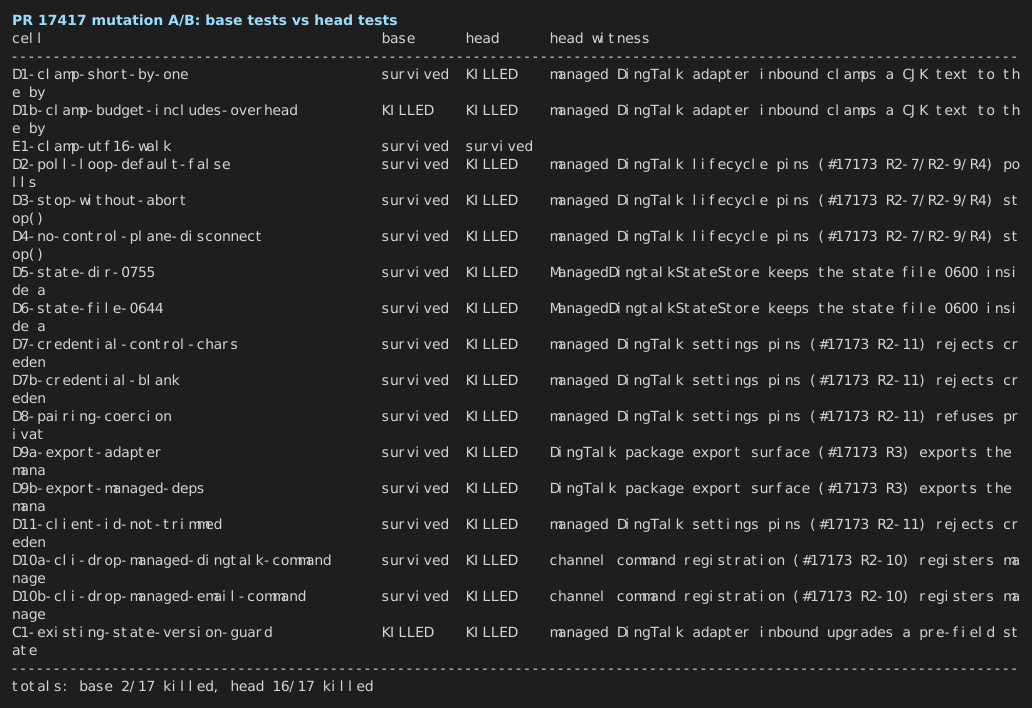 PR 17417 mutation A/B: base tests vs head tests
cell base head head witness
D1-clamp-short-by-one survived KILLED managed DingTalk adapter inbound clamps a CJK text to th
e by
D1b-clamp-budget-includes-overhead KILLED KILLED managed DingTalk adapter inbound clamps a CJK text to th
e by
E1-clamp-utf16-walk survived survived
D2-poll-loop-default-false survived KILLED managed DingTalk lifecycle pins (#17173 R2-7/R2-9/R4) po
lls
D3-stop-without-abort survived KILLED managed DingTalk lifecycle pins (#17173 R2-7/R2-9/R4) st
op()
D4-no-control-plane-disconnect survived KILLED managed DingTalk lifecycle pins (#17173 R2-7/R2-9/R4) st
op()
D5-state-dir-0755 survived KILLED ManagedDingtalkStateStore keeps the state file 0600 insi
de a
D6-state-file-0644 survived KILLED ManagedDingtalkStateStore keeps the state file 0600 insi
de a
D7-credential-control-chars survived KILLED managed DingTalk settings pins (#17173 R2-11) rejects cr
eden
D7b-credential-blank survived KILLED managed DingTalk settings pins (#17173 R2-11) rejects cr
eden
D8-pairing-coercion survived KILLED managed DingTalk settings pins (#17173 R2-11) refuses pr
ivat
D9a-export-adapter survived KILLED DingTalk package export surface (#17173 R3) exports the
mana
D9b-export-managed-deps survived KILLED DingTalk package export surface (#17173 R3) exports the
mana
D11-client-id-not-trimmed survived KILLED managed DingTalk settings pins (#17173 R2-11) rejects cr
eden
D10a-cli-drop-managed-dingtalk-command survived KILLED channel command registration (#17173 R2-10) registers ma
nage
D10b-cli-drop-managed-email-command survived KILLED channel command registration (#17173 R2-10) registers ma
nage
C1-existing-state-version-guard KILLED KILLED managed DingTalk adapter inbound upgrades a pre-field st
ate
totals: base 2/17 killed, head 16/17 killed